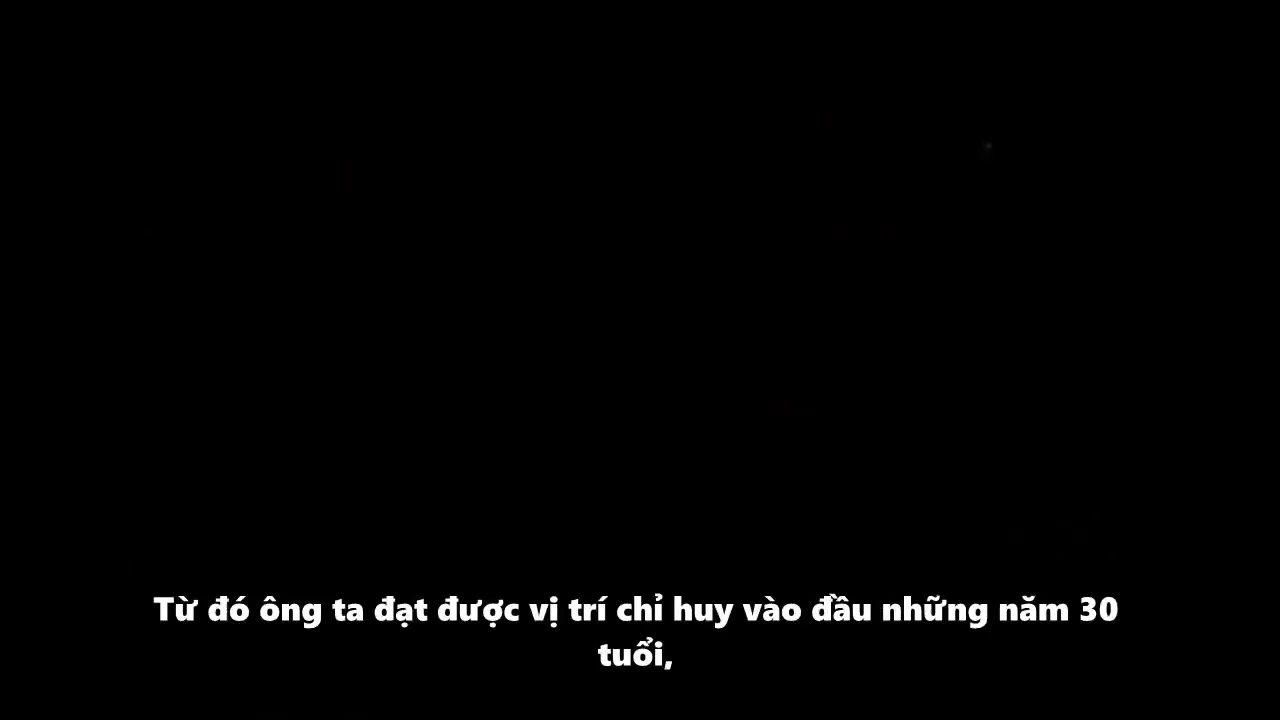 Từ đó ông ta đạt được vị trí chỉ huy vào đầu những năm 30
tuổi,